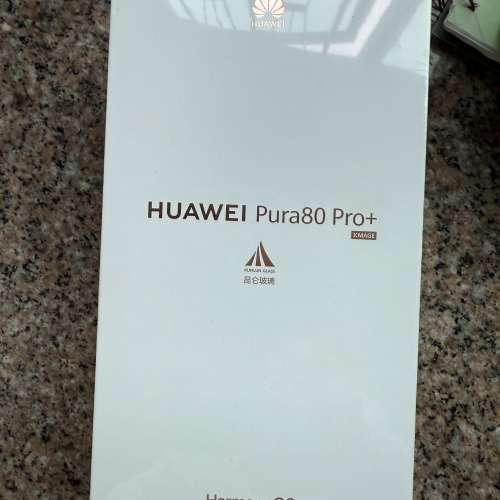 HUAWEI
HUAWEI Pura80 Pro+
XMAGE
KUNLUN GLASS
昆仑玻璃